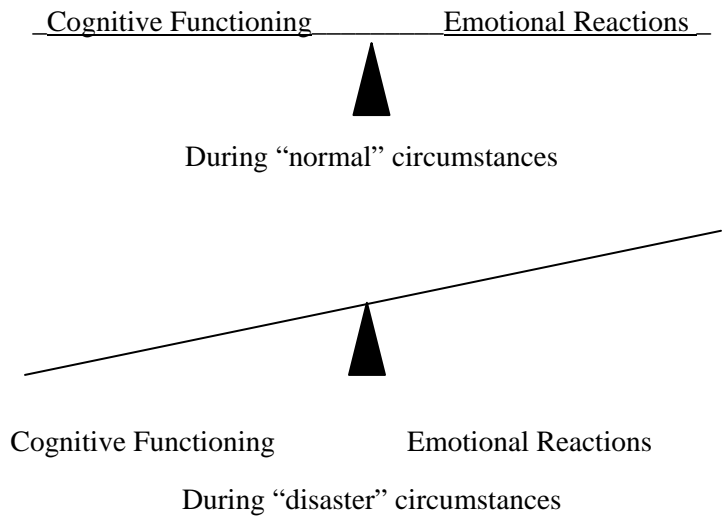 Cognitive Functioning Emotional Reactions
During “normal” circumstances
Cognitive Functioning Emotional Reactions
During “disaster” circumstances